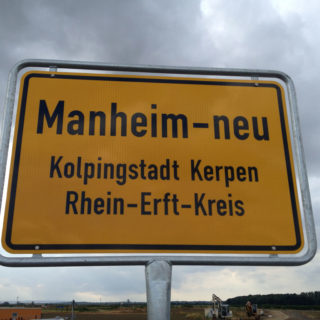 Manheim-neu
Kolpingstadt Kerpen
Rhein-Erft-Kreis